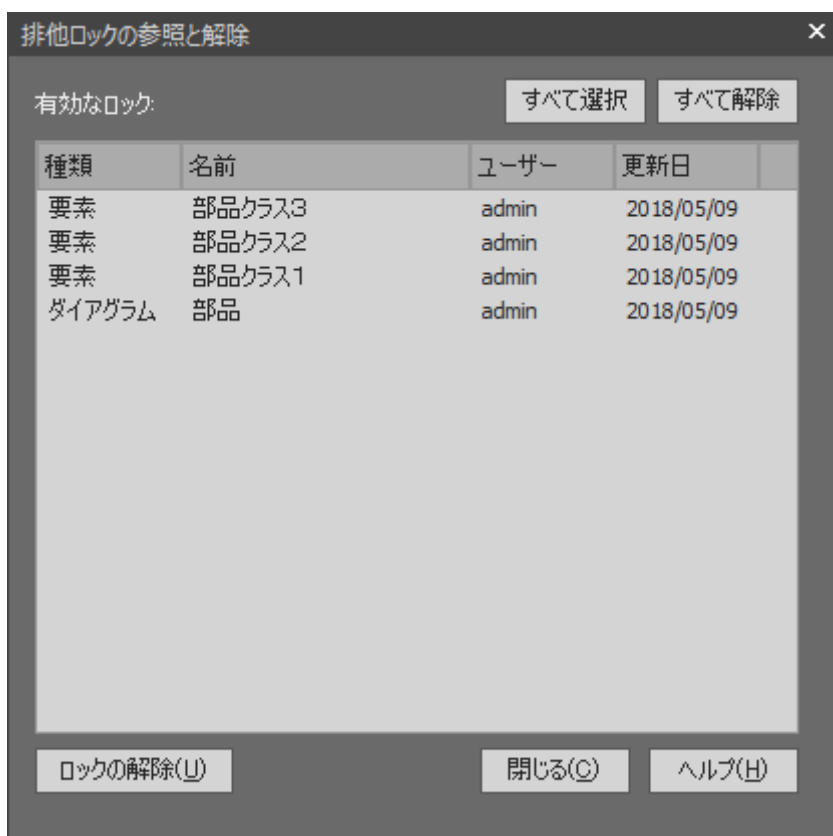 排他ロックの参照と解除
有効なロック: すべて選択 すべて解除
種類 名前 ユーザー 更新日
要素 部品クラス3 admin 2018/05/09
要素 部品クラス2 admin 2018/05/09
要素 部品クラス1 admin 2018/05/09
ダイアグラム 部品 admin 2018/05/09
ロックの解除(U) 閉じる(C) ヘルプ(H)